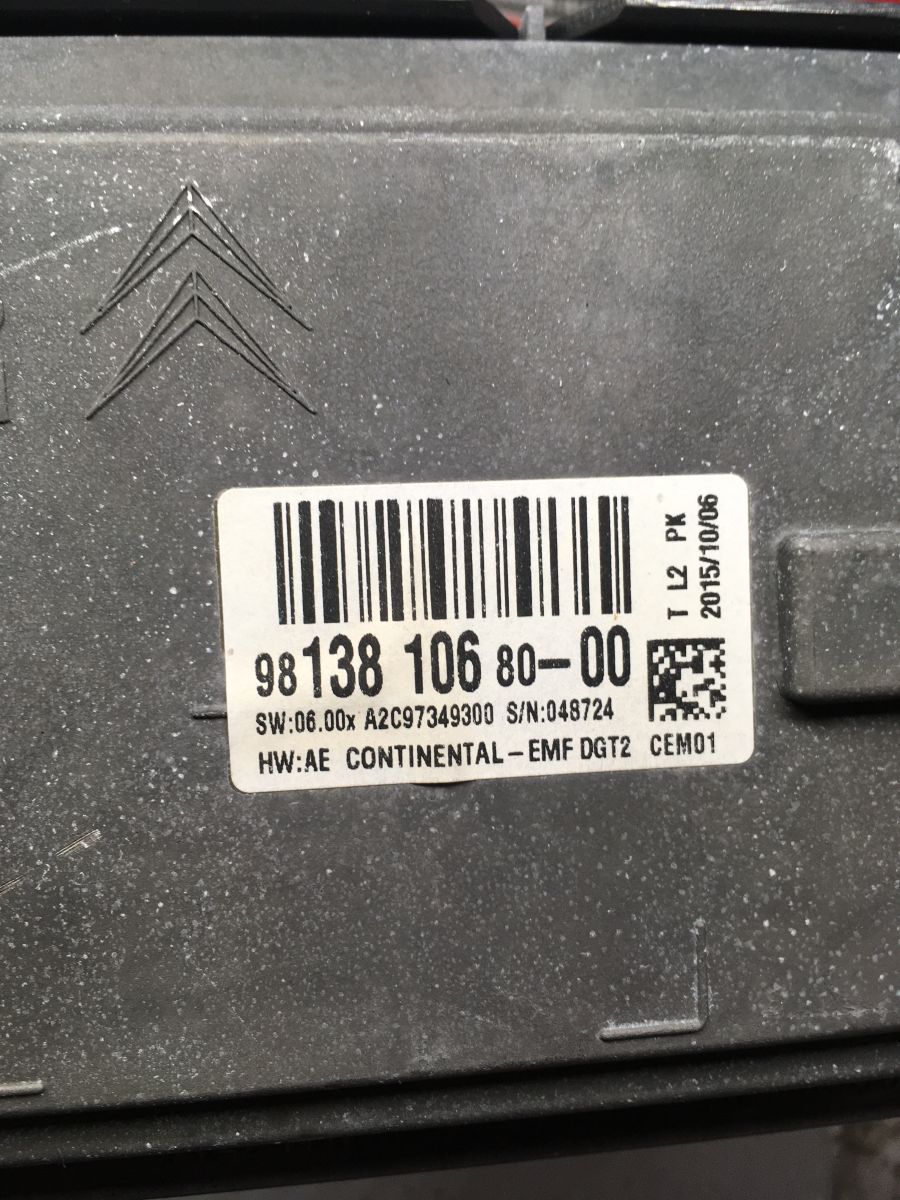 98 138 106 80-00
SW:06.00x A2C97349300 S/N:048724
HW:AE CONTINENTAL-EMF DGT2 CEM01
T L2 PK
2015/10/06